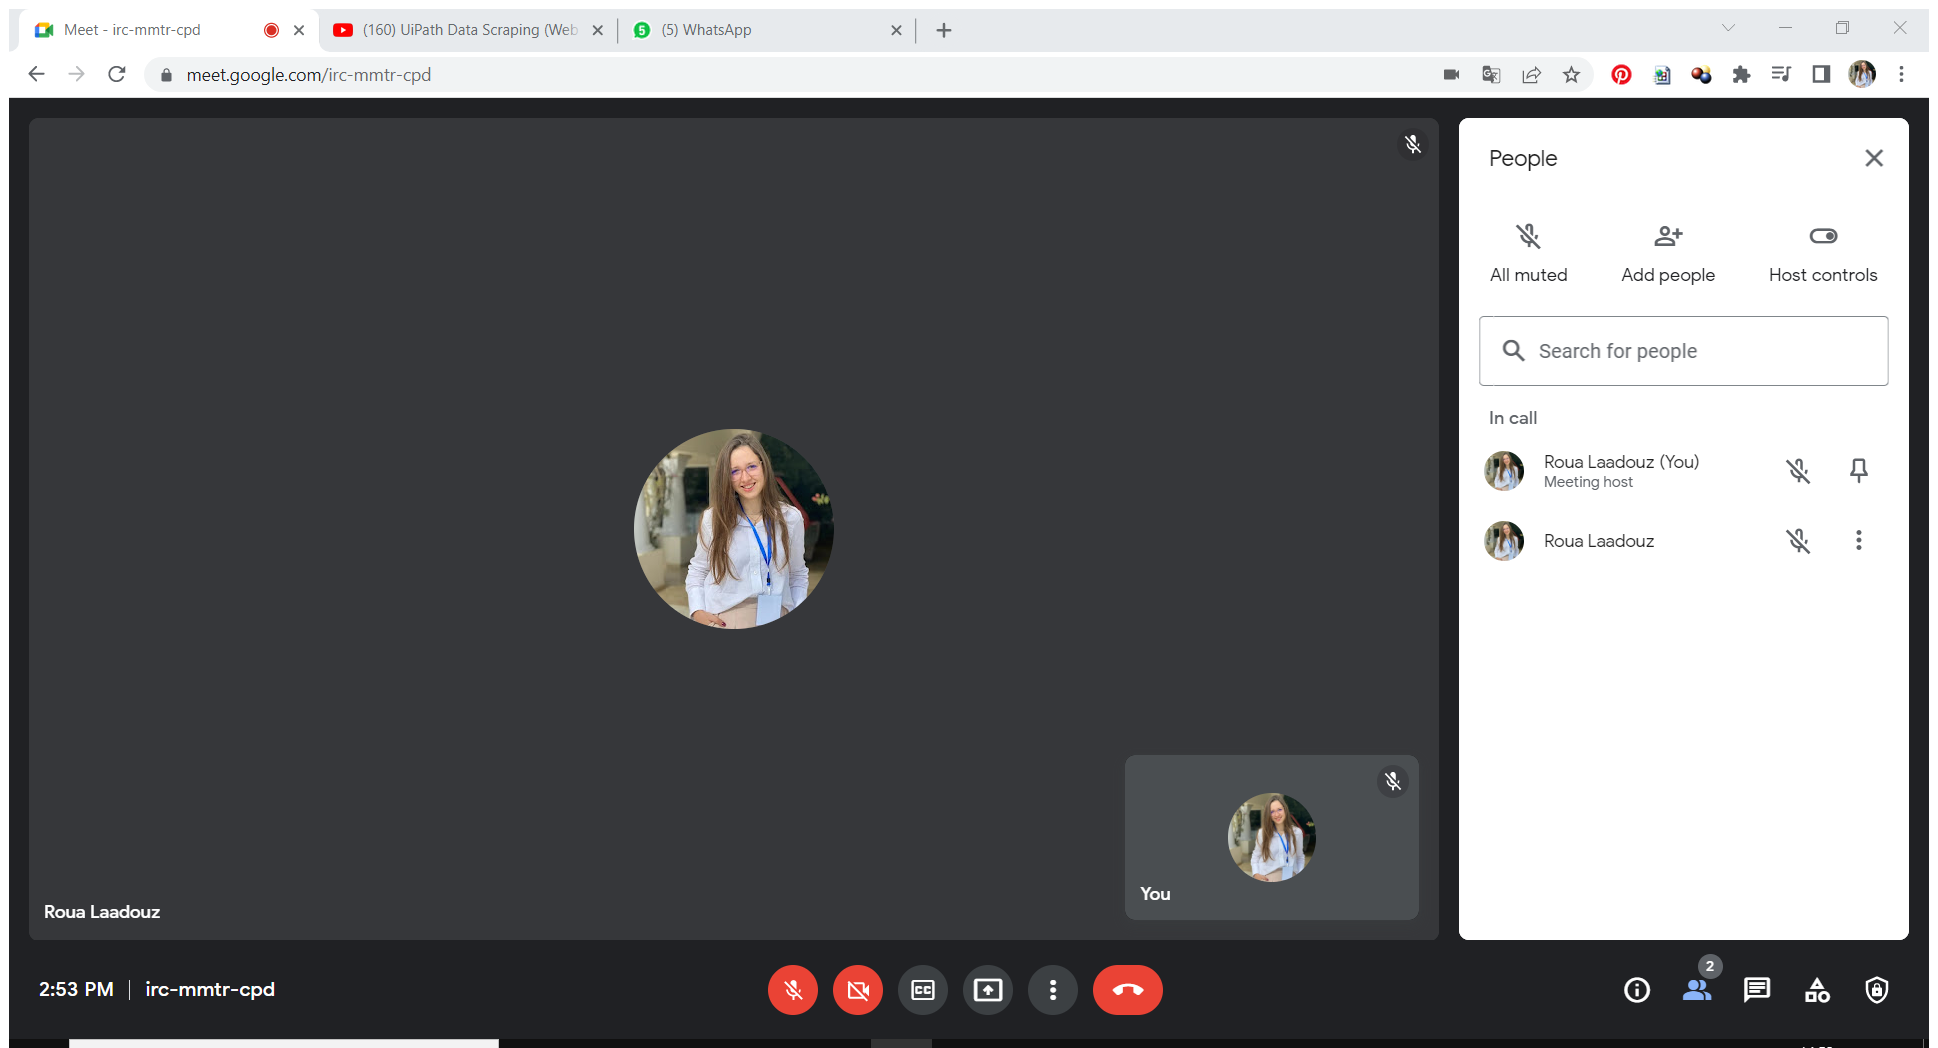 Meet - irc-mmtr-cpd
(160) UiPath Data Scraping (Web
5
(5) WhatsApp
meet.google.com/irc-mmtr-cpd
People
All muted
Add people
Host controls
Search for people
In call
Roua Laadouz (You)
Meeting host
Roua Laadouz
You
Roua Laadouz
2:53 PM
irc-mmtr-cpd
CC
2